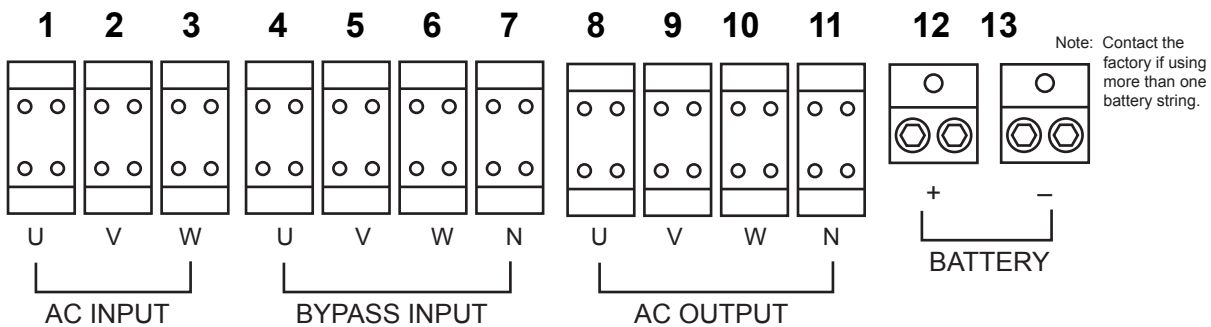 1 2 3 4 5 6 7 8 9 10 11 12 13
Note: Contact the
factory if using
more than one
battery string.
+ –
U V W U V W N U V W N
BATTERY
AC INPUT BYPASS INPUT AC OUTPUT